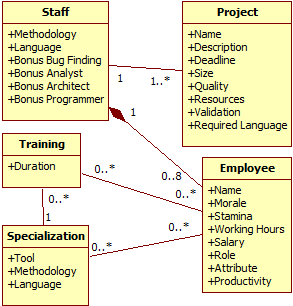 Staff
+Methodology
+Language
+Bonus Bug Finding
+Bonus Analyst
+Bonus Architect
+Bonus Programmer
Project
+Name
+Description
+Deadline
+Size
+Quality
+Resources
+Validation
+Required Language
1
1..*
1
0..8
Training
+Duration
0..*
0..*
0..*
1
0..*
0..*
Employee
+Name
+Morale
+Stamina
+Working Hours
+Salary
+Role
+Attribute
+Productivity
Specialization
+Tool
+Methodology
+Language